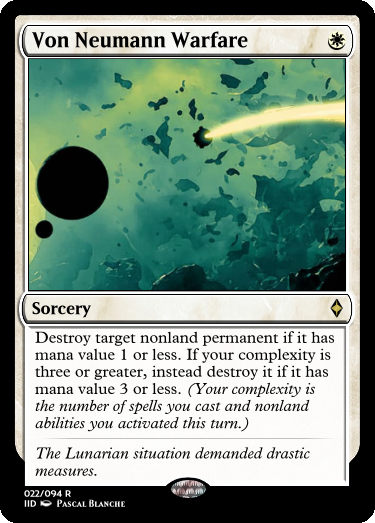 Von Neumann Warfare
Sorcery
Destroy target nonland permanent if it has
mana value 1 or less. If your complexity is
three or greater, instead destroy it if it has
mana value 3 or less. (Your complexity is
the number of spells you cast and nonland
abilities you activated this turn.)
The Lunarian situation demanded drastic
measures.
022/094 R
IID Pascal Blanche